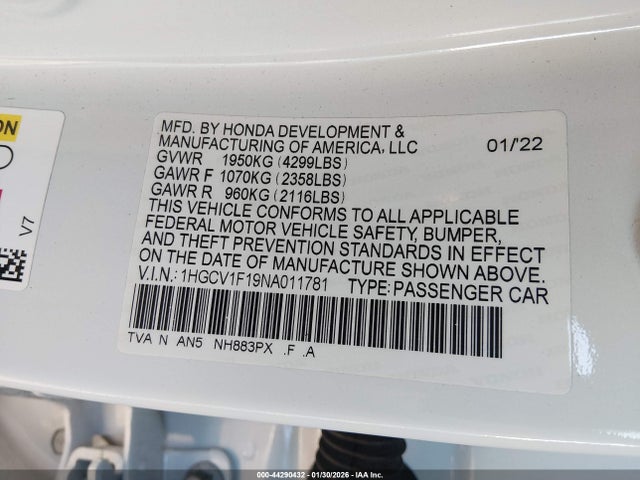 MFD. BY HONDA DEVELOPMENT &
MANUFACTURING OF AMERICA, LLC 01/'22
GVWR 1950KG (4299LBS)
GAWR F 1070KG (2358LBS)
GAWR R 960KG (2116LBS)
THIS VEHICLE CONFORMS TO ALL APPLICABLE
FEDERAL MOTOR VEHICLE SAFETY, BUMPER,
AND THEFT PREVENTION STANDARDS IN EFFECT
ON THE DATE OF MANUFACTURE SHOWN ABOVE.
V.I.N.: 1HGCV1F19NA011781 TYPE: PASSENGER CAR
TVA N AN5 NH883PX .F .A
V7
000-44290432 - 01/30/2026 - IAA Inc.